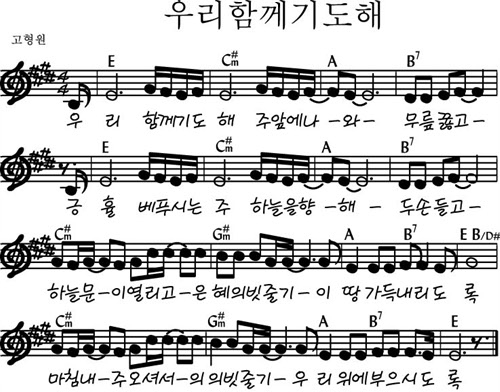 우리함께기도해
고형원
E C#m A B7
우 리 함께기도 해 주앞에나-와- 무릎꿇고-
E C#m A B7
긍 휼 베푸시는 주 하늘을향-해- 두손들고-
C#m G#m A B7 E B/D#
하늘문-이열리고-은혜의빗줄기-이 땅 가득내리도 록
C#m G#m A B7 E
마침내-주오셔서-의의빗줄기-우 리 위에부으시도 록